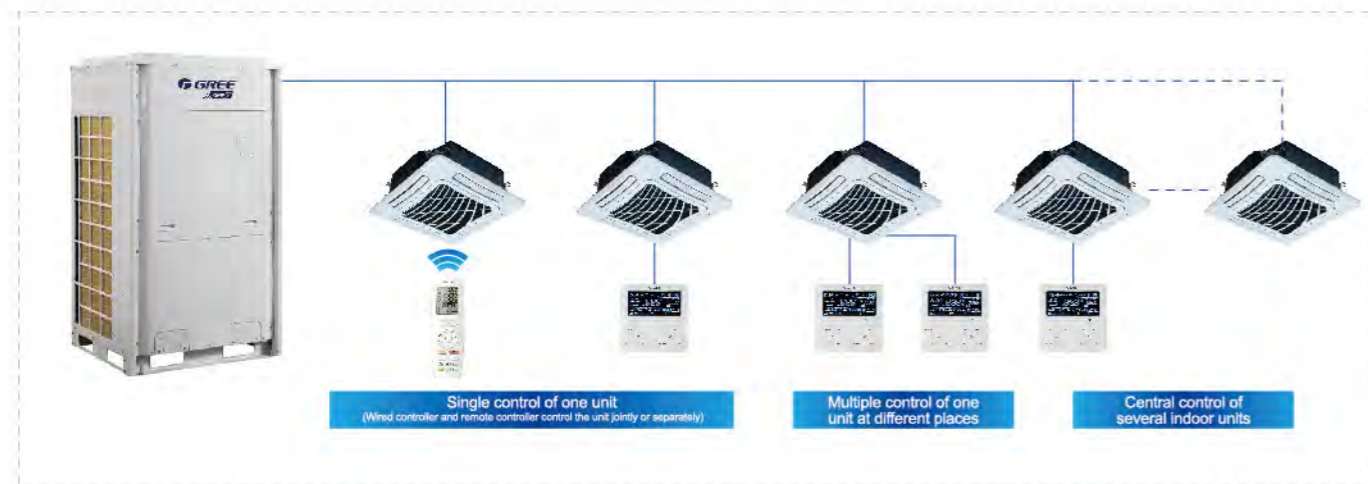 GREE
Single control of one unit
(Wired controller and remote controller control the unit jointly or separately)
Multiple control of one
unit at different places
Central control of
several indoor units